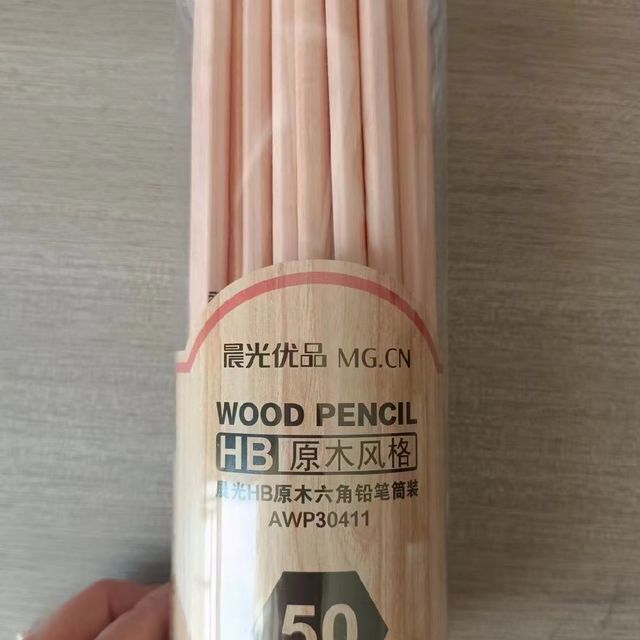 晨光优品 MG.CN
WOOD PENCIL
HB 原木风格
晨光HB原木六角铅笔筒装
AWP30411
50